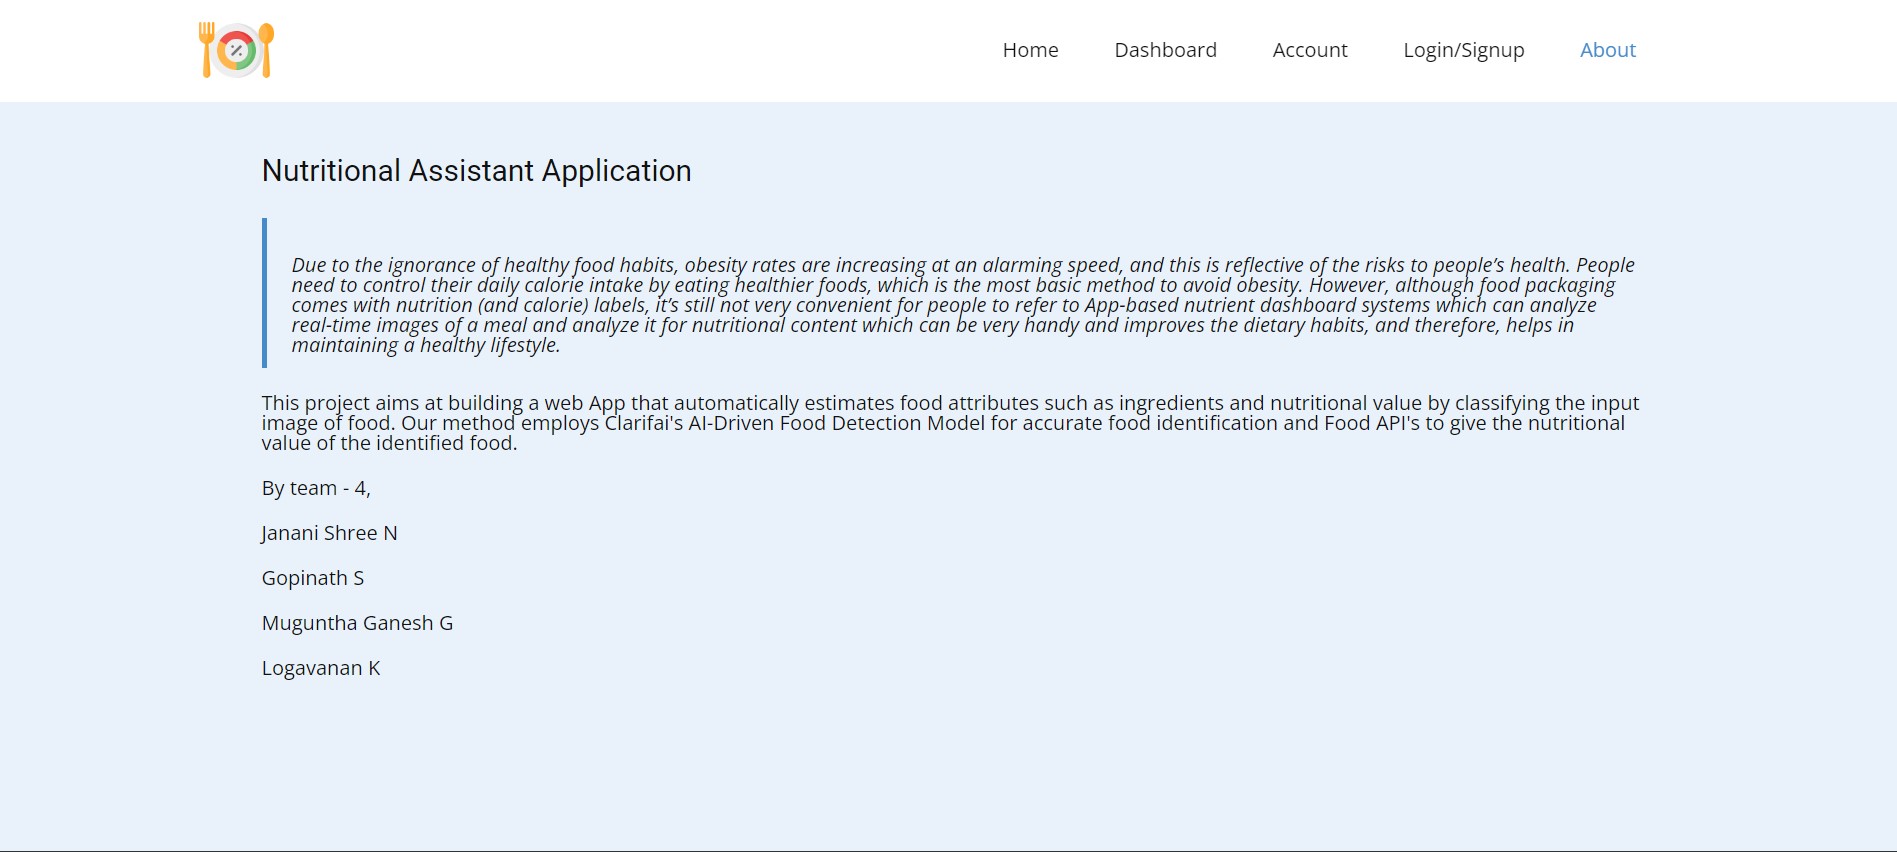 Home Dashboard Account Login/Signup About
Nutritional Assistant Application
Due to the ignorance of healthy food habits, obesity rates are increasing at an alarming speed, and this is reflective of the risks to people’s health. People
need to control their daily calorie intake by eating healthier foods, which is the most basic method to avoid obesity. However, although food packaging
comes with nutrition (and calorie) labels, it’s still not very convenient for people to refer to App-based nutrient dashboard systems which can analyze
real-time images of a meal and analyze it for nutritional content which can be very handy and improves the dietary habits, and therefore, helps in
maintaining a healthy lifestyle.
This project aims at building a web App that automatically estimates food attributes such as ingredients and nutritional value by classifying the input
image of food. Our method employs Clarifai's AI-Driven Food Detection Model for accurate food identification and Food API's to give the nutritional
value of the identified food.
By team - 4,
Janani Shree N
Gopinath S
Muguntha Ganesh G
Logavanan K